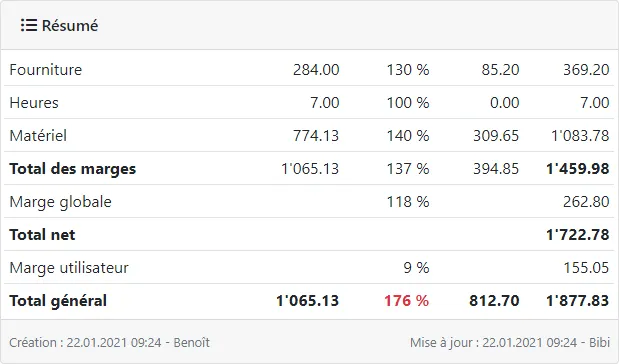 Résumé
Fourniture 284.00 130 % 85.20 369.20
Heures 7.00 100 % 0.00 7.00
Matériel 774.13 140 % 309.65 1'083.78
Total des marges 1'065.13 137 % 394.85 1'459.98
Marge globale 118 % 262.80
Total net 1'722.78
Marge utilisateur 9 % 155.05
Total général 1'065.13 176 % 812.70 1'877.83
Création : 22.01.2021 09:24 - Benoît Mise à jour : 22.01.2021 09:24 - Bibi